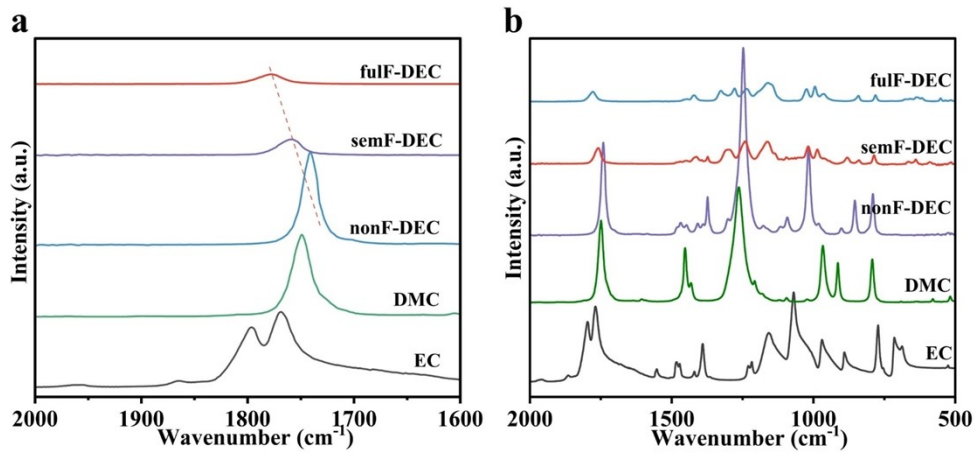 a
Intensity (a.u.)
fulF-DEC
semF-DEC
nonF-DEC
DMC
EC
2000 1900 1800 1700 1600
Wavenumber (cm⁻¹)
b
Intensity (a.u.)
fulF-DEC
semF-DEC
nonF-DEC
DMC
EC
2000 1500 1000 500
Wavenumber (cm⁻¹)